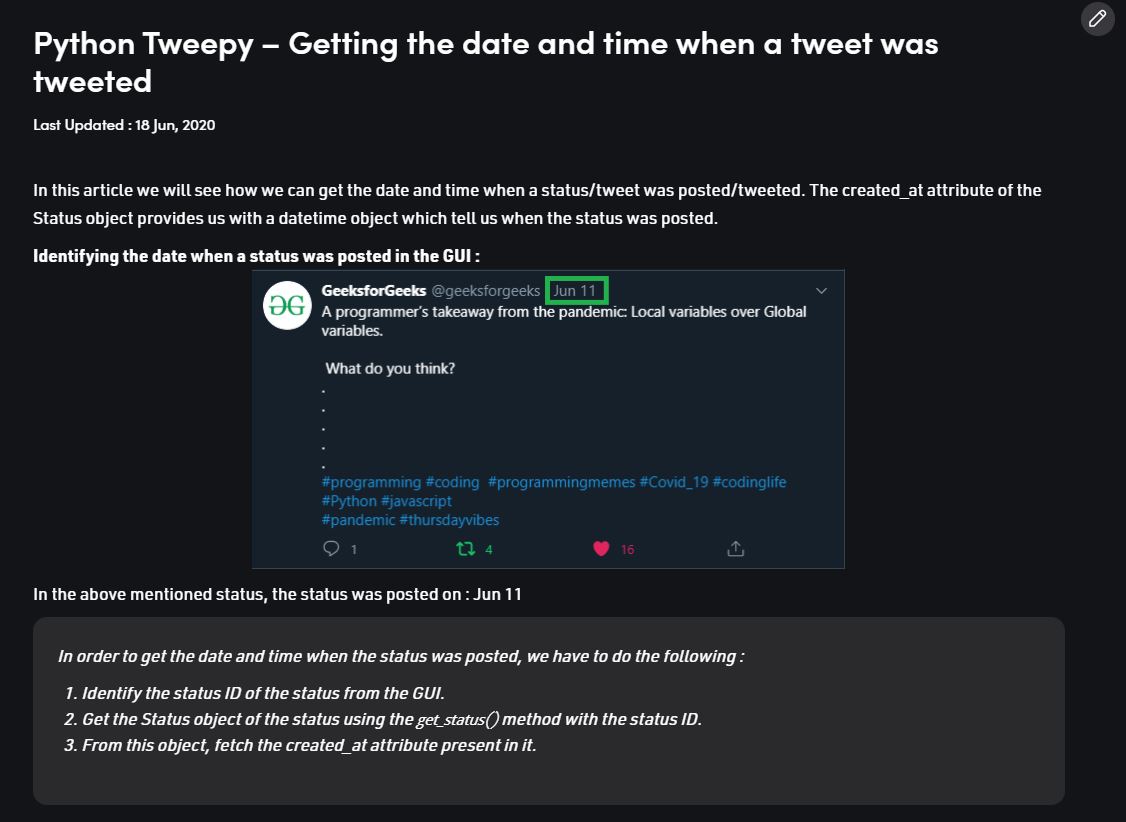 Python Tweepy – Getting the date and time when a tweet was
tweeted
Last Updated : 18 Jun, 2020
In this article we will see how we can get the date and time when a status/tweet was posted/tweeted. The created_at attribute of the
Status object provides us with a datetime object which tell us when the status was posted.
Identifying the date when a status was posted in the GUI :
GeeksforGeeks @geeksforgeeks Jun 11
A programmer's takeaway from the pandemic: Local variables over Global
variables.
What do you think?
.
.
.
.
.
#programming #coding #programmingmemes #Covid_19 #codinglife
#Python #javascript
#pandemic #thursdayvibes
1 4 16
In the above mentioned status, the status was posted on : Jun 11
In order to get the date and time when the status was posted, we have to do the following :
1. Identify the status ID of the status from the GUI.
2. Get the Status object of the status using the get_status() method with the status ID.
3. From this object, fetch the created_at attribute present in it.